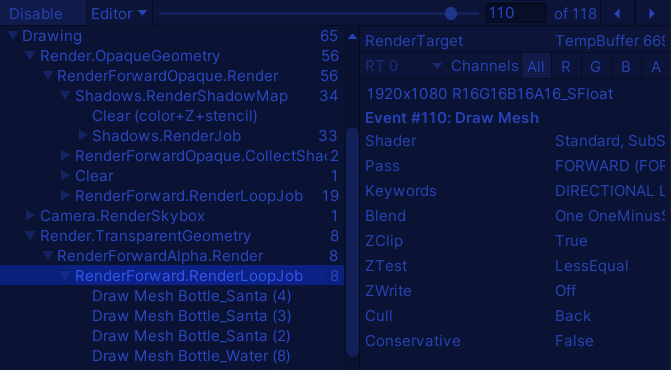 Disable Editor 110 of 118
Drawing 65
Render.OpaqueGeometry 56
RenderForwardOpaque.Render 56
Shadows.RenderShadowMap 34
Clear (color+Z+stencil)
Shadows.RenderJob 33
RenderForwardOpaque.CollectShac 2
Clear 1
RenderForward.RenderLoopJob 19
Camera.RenderSkybox 1
Render.TransparentGeometry 8
RenderForwardAlpha.Render 8
RenderForward.RenderLoopJob 8
Draw Mesh Bottle_Santa (4)
Draw Mesh Bottle_Santa (3)
Draw Mesh Bottle_Santa (2)
Draw Mesh Bottle_Water (8)
RenderTarget TempBuffer 669
RT 0 Channels All R G B A
1920x1080 R16G16B16A16_SFloat
Event #110: Draw Mesh
Shader Standard, SubS
Pass FORWARD (FOR
Keywords DIRECTIONAL L
Blend One OneMinusS
ZClip True
ZTest LessEqual
ZWrite Off
Cull Back
Conservative False